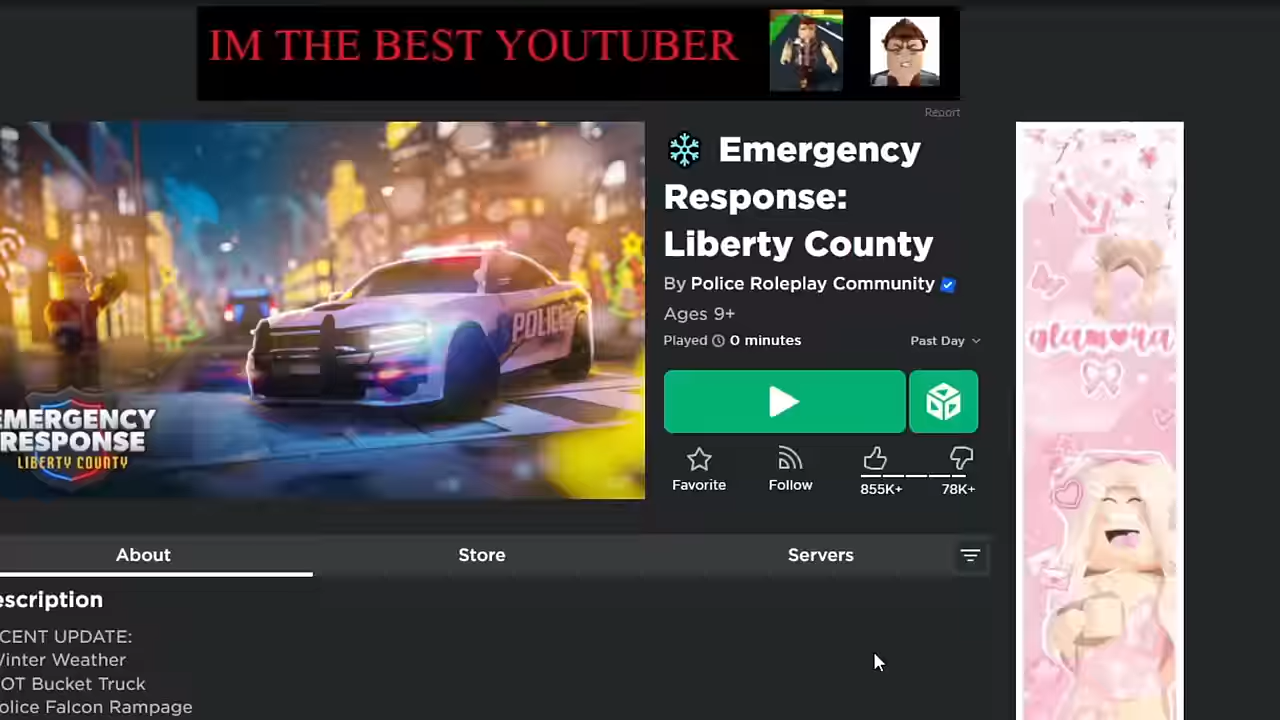 IM THE BEST YOUTUBER
Report
Emergency
Response:
Liberty County
By Police Roleplay Community
Ages 9+
Played 0 minutes
Past Day
Favorite
Follow
855K+
78K+
POLICE
EMERGENCY
RESPONSE
LIBERTY COUNTY
glamora
About
Store
Servers
escription
CENT UPDATE:
Winter Weather
OT Bucket Truck
olice Falcon Rampage